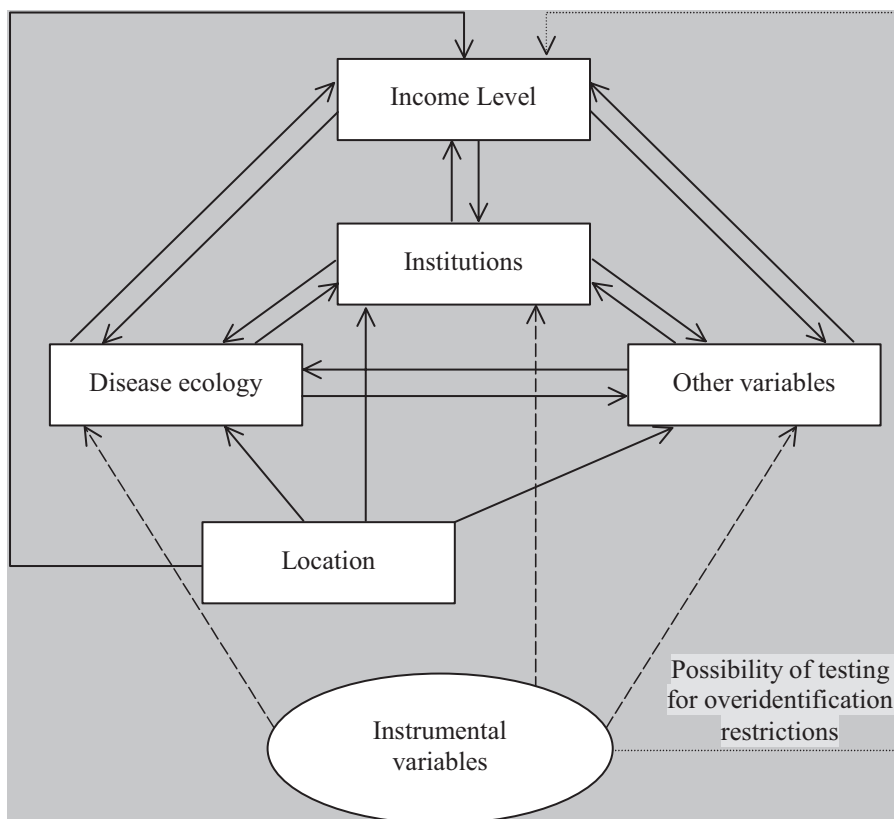 Income Level
Institutions
Disease ecology
Other variables
Location
Possibility of testing
for overidentification
restrictions
Instrumental
variables